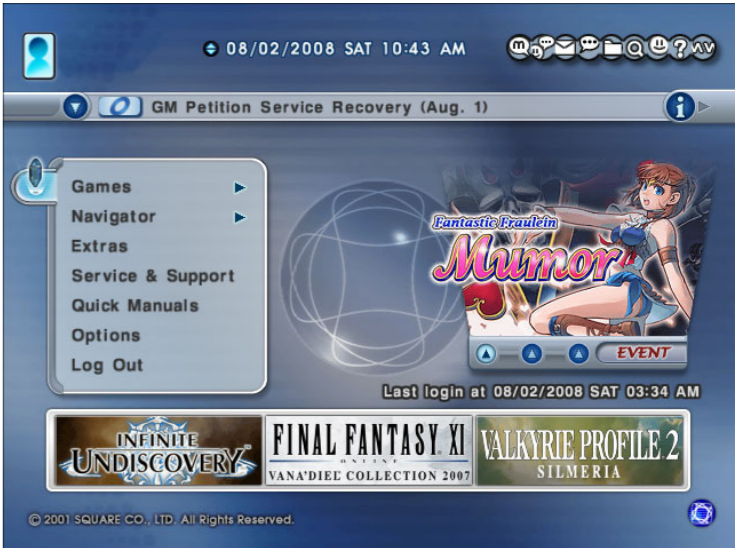 08/02/2008 SAT 10:43 AM
GM Petition Service Recovery (Aug. 1)
Games
Navigator
Extras
Service & Support
Quick Manuals
Options
Log Out
Fantastic Fraulein
Mumor
EVENT
Last login at 08/02/2008 SAT 03:34 AM
INFINITE
UNDISCOVERY™
FINAL FANTASY XI
ONLINE
VANA'DIEL COLLECTION 2007
VALKYRIE PROFILE 2
SILMERIA
© 2001 SQUARE CO., LTD. All Rights Reserved.